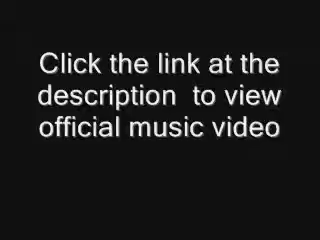 Click the link at the
description  to view
official music video